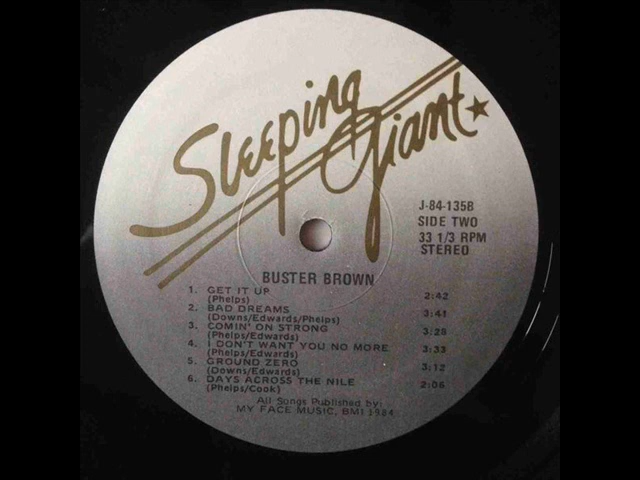 Sleeping Giant
J-84-135B
SIDE TWO
33 1/3 RPM
STEREO
BUSTER BROWN
1. GET IT UP 2:42
(Phelps)
2. BAD DREAMS 3:41
(Downs/Edwards/Phelps)
3. COMIN' ON STRONG 3:28
(Phelps/Edwards)
4. I DON'T WANT YOU NO MORE 3:33
(Phelps/Edwards)
5. GROUND ZERO 3:12
(Downs/Edwards)
6. DAYS ACROSS THE NILE 2:06
(Phelps/Cook)
All Songs Published by:
MY FACE MUSIC, BMI 1984